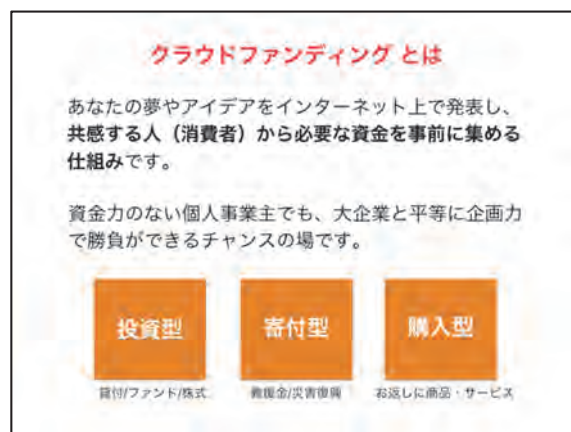 クラウドファンディング とは
あなたの夢やアイデアをインターネット上で発表し、
共感する人（消費者）から必要な資金を事前に集める
仕組みです。
資金力のない個人事業主でも、大企業と平等に企画力
で勝負ができるチャンスの場です。
投資型
寄付型
購入型
貸付/ファンド/株式
義援金/災害復興
お返しに商品・サービス